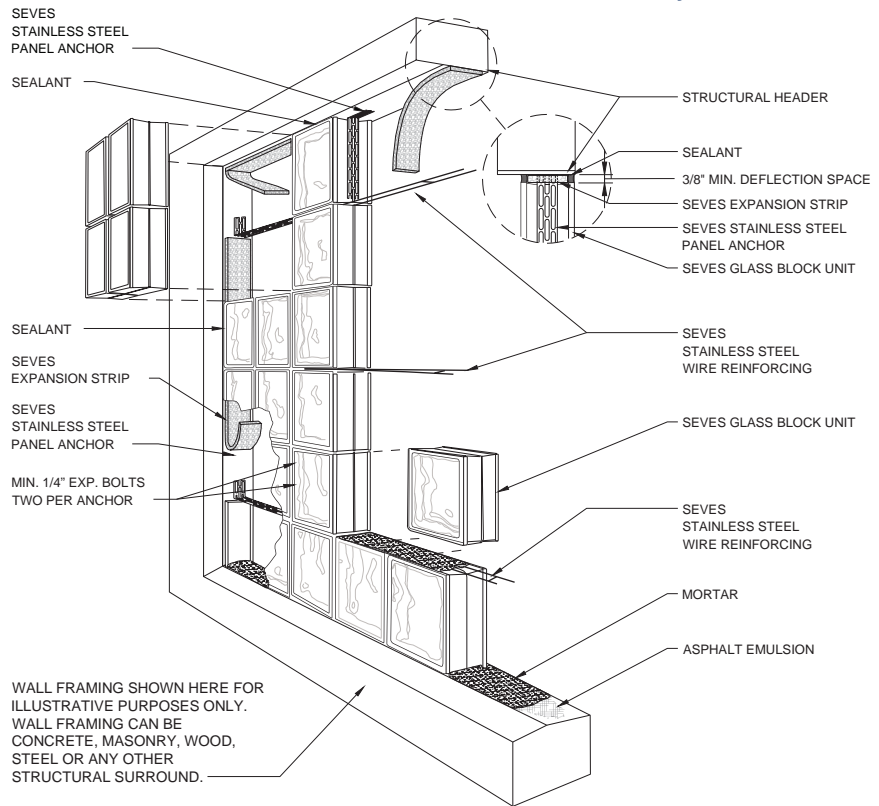 SEVES
STAINLESS STEEL
PANEL ANCHOR
SEALANT
SEALANT
SEVES
EXPANSION STRIP
SEVES
STAINLESS STEEL
PANEL ANCHOR
MIN. 1/4" EXP. BOLTS
TWO PER ANCHOR
WALL FRAMING SHOWN HERE FOR
ILLUSTRATIVE PURPOSES ONLY.
WALL FRAMING CAN BE
CONCRETE, MASONRY, WOOD,
STEEL OR ANY OTHER
STRUCTURAL SURROUND.
STRUCTURAL HEADER
SEALANT
3/8" MIN. DEFLECTION SPACE
SEVES EXPANSION STRIP
SEVES STAINLESS STEEL
PANEL ANCHOR
SEVES GLASS BLOCK UNIT
SEVES
STAINLESS STEEL
WIRE REINFORCING
SEVES GLASS BLOCK UNIT
SEVES
STAINLESS STEEL
WIRE REINFORCING
MORTAR
ASPHALT EMULSION